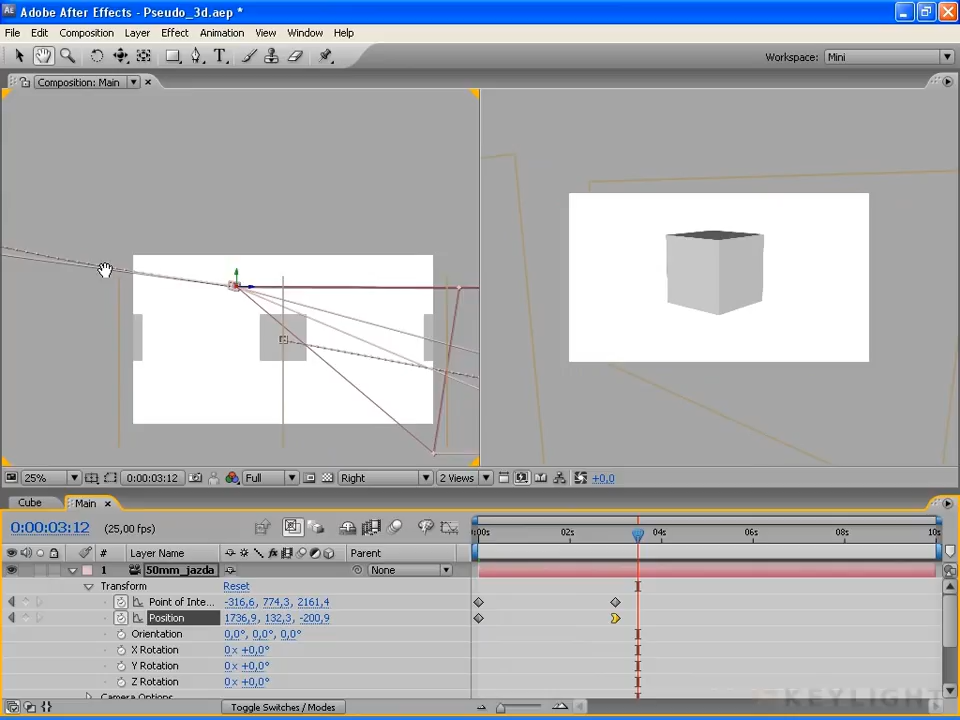 Adobe After Effects - Pseudo_3d.aep *
File Edit Composition Layer Effect Animation View Window Help
Workspace: Mini
Composition: Main
25% 0:00:03:12 Full Right 2 Views +0,0
Cube Main
0:00:03:12 (25,00 fps)
:00s 02s 04s 06s 08s 10s
# Layer Name Parent
1 50mm_jazda None
Transform Reset
Point of Inte... -316,6, 774,3, 2161,4
Position 1736,9, 132,3, -200,9
Orientation 0,0°, 0,0°, 0,0°
X Rotation 0 x +0,0°
Y Rotation 0 x +0,0°
Z Rotation 0 x +0,0°
Camera Options
Toggle Switches / Modes
KEYLIGHT